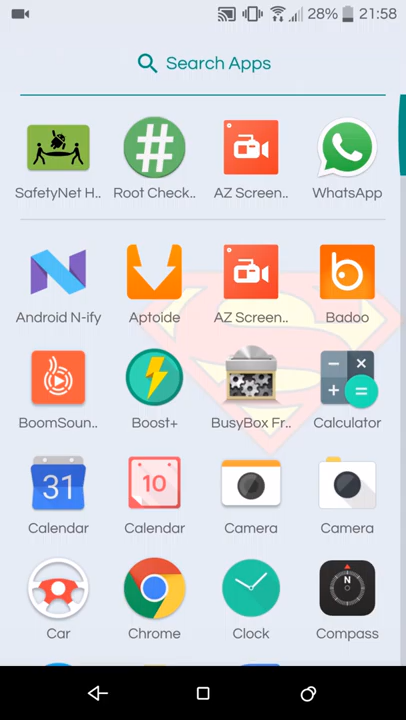 28% 21:58
Search Apps
SafetyNet H.. Root Check.. AZ Screen.. WhatsApp
Android N-ify Aptoide AZ Screen.. Badoo
BoomSoun.. Boost+ BusyBox Fr.. Calculator
31 10
Calendar Calendar Camera Camera
N
Car Chrome Clock Compass